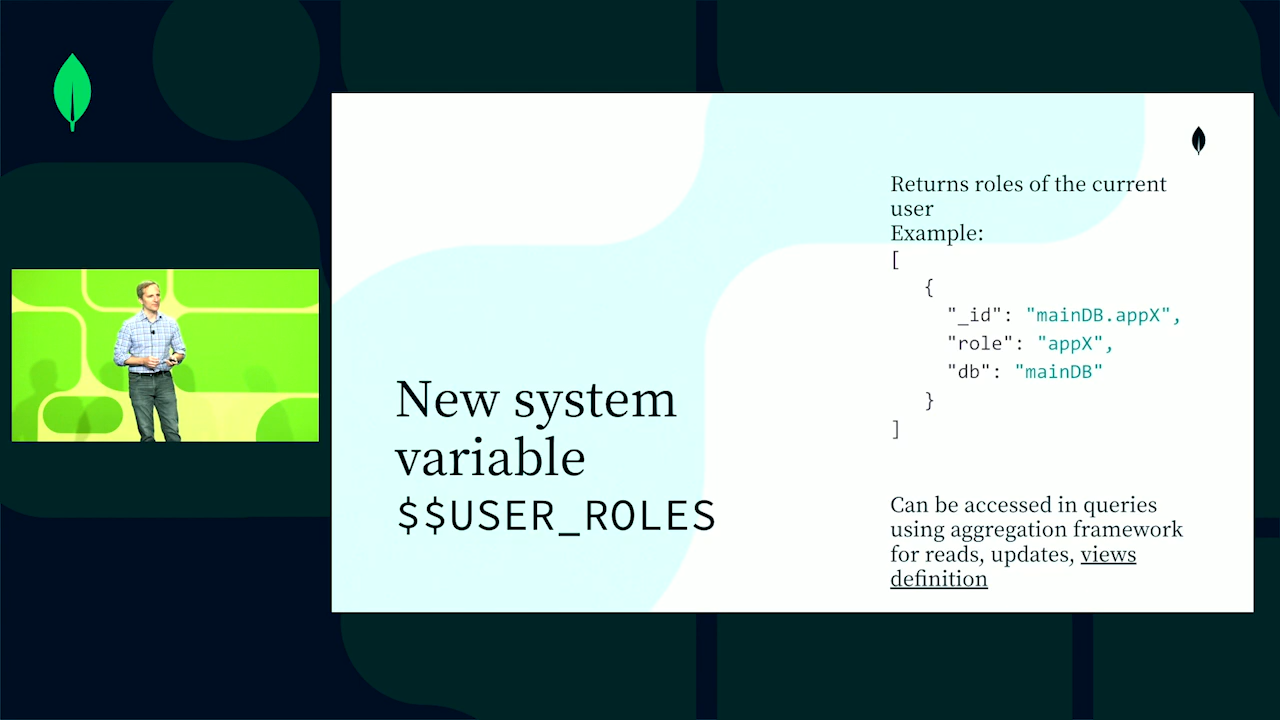 New system
variable
$$USER_ROLES
Returns roles of the current
user
Example:
[
{
"_id": "mainDB.appX",
"role": "appX",
"db": "mainDB"
}
]
Can be accessed in queries
using aggregation framework
for reads, updates, views
definition